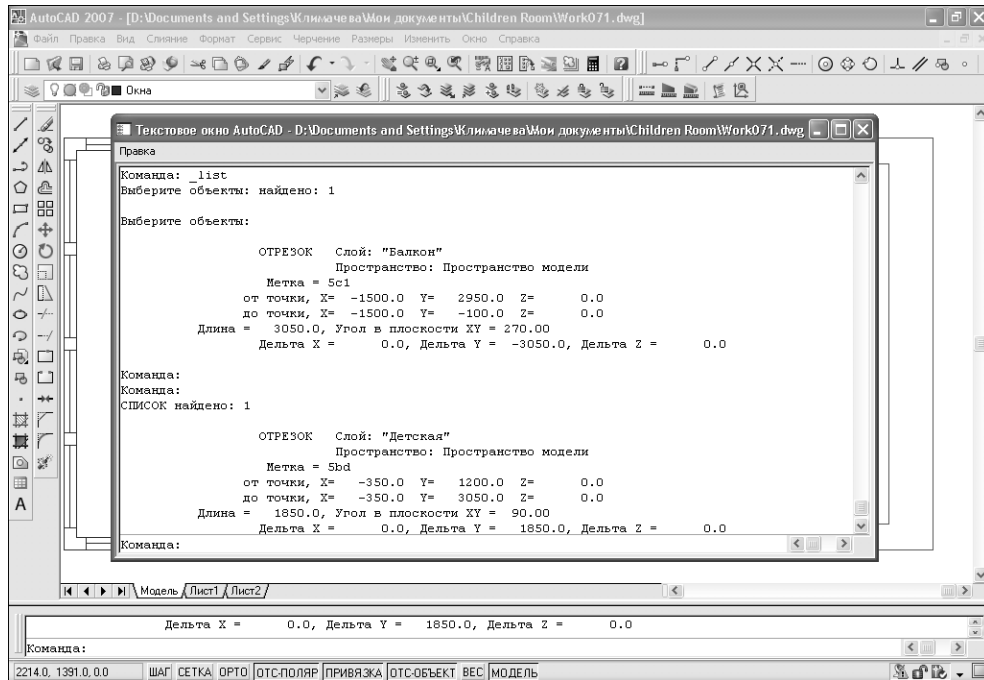 AutoCAD 2007 - [D:\Documents and Settings\Климачева\Мои документы\Children Room\Work071.dwg]
Файл Правка Вид Слияние Формат Сервис Черчение Размеры Изменить Окно Справка
Окна
Текстовое окно AutoCAD - D:\Documents and Settings\Климачева\Мои документы\Children Room\Work071.dwg
Правка
Команда: _list
Выберите объекты: найдено: 1
Выберите объекты:
ОТРЕЗОК Слой: "Балкон"
Пространство: Пространство модели
Метка = 5c1
от точки, X= -1500.0 Y= 2950.0 Z= 0.0
до точки, X= -1500.0 Y= -100.0 Z= 0.0
Длина = 3050.0, Угол в плоскости XY = 270.00
Дельта X = 0.0, Дельта Y = -3050.0, Дельта Z = 0.0
Команда:
Команда:
СПИСОК найдено: 1
ОТРЕЗОК Слой: "Детская"
Пространство: Пространство модели
Метка = 5bd
от точки, X= -350.0 Y= 1200.0 Z= 0.0
до точки, X= -350.0 Y= 3050.0 Z= 0.0
Длина = 1850.0, Угол в плоскости XY = 90.00
Дельта X = 0.0, Дельта Y = 1850.0, Дельта Z = 0.0
Команда:
A
Модель Лист1 Лист2
Дельта X = 0.0, Дельта Y = 1850.0, Дельта Z = 0.0
Команда:
2214.0, 1391.0, 0.0 ШАГ СЕТКА ОРТО ОТС-ПОЛЯР ПРИВЯЗКА ОТС-ОБЪЕКТ ВЕС МОДЕЛЬ